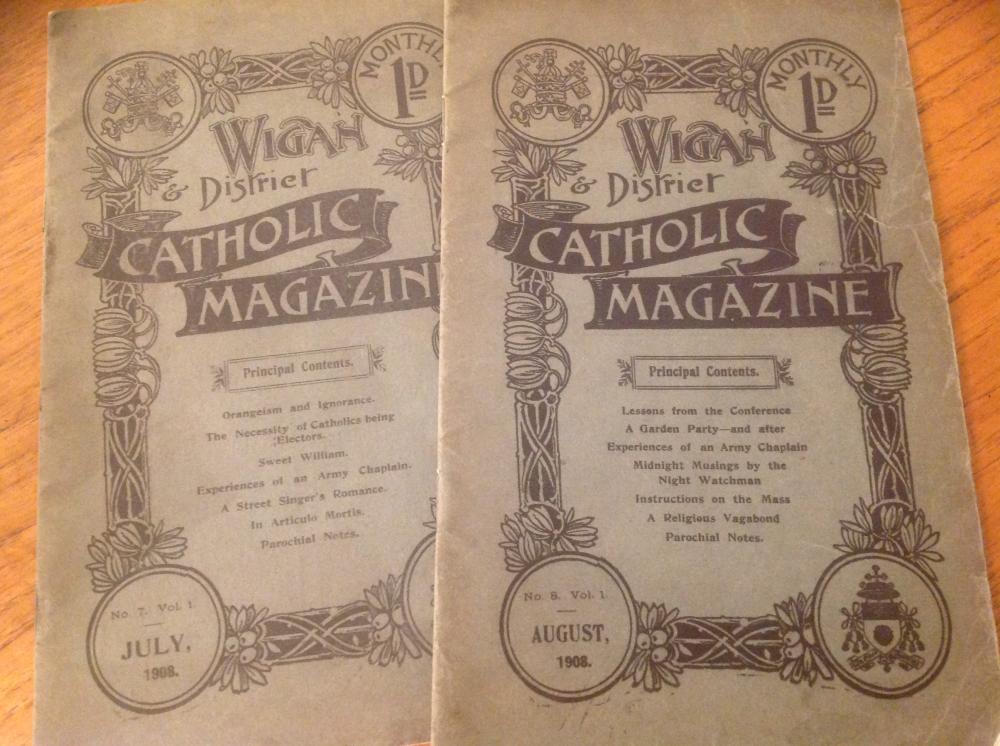 MONTHLY
1D
WIGAN
& District
CATHOLIC
MAGAZIN
Principal Contents.
Orangeism and Ignorance.
The Necessity of Catholics being
Electors.
Sweet William.
Experiences of an Army Chaplain.
A Street Singer's Romance.
In Articulo Mortis.
Parochial Notes.
No. 7. Vol. 1.
JULY,
1908.
MONTHLY
1D
WIGAN
& District
CATHOLIC
MAGAZINE
Principal Contents.
Lessons from the Conference
A Garden Party—and after
Experiences of an Army Chaplain
Midnight Musings by the
Night Watchman
Instructions on the Mass
A Religious Vagabond
Parochial Notes.
No. 8. Vol. 1.
AUGUST,
1908.